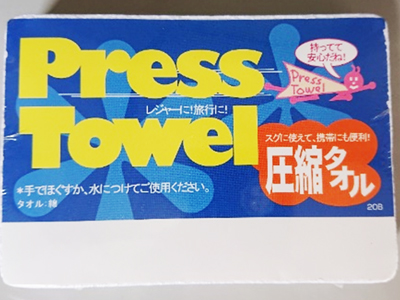 Press
Towel
レジャーに!旅行に!
持ってて
安心だね!
Press
Towel
スグに使えて、携帯にも便利!
圧縮タオル
*手でほぐすか、水につけてご使用ください。
タオル:綿
20B